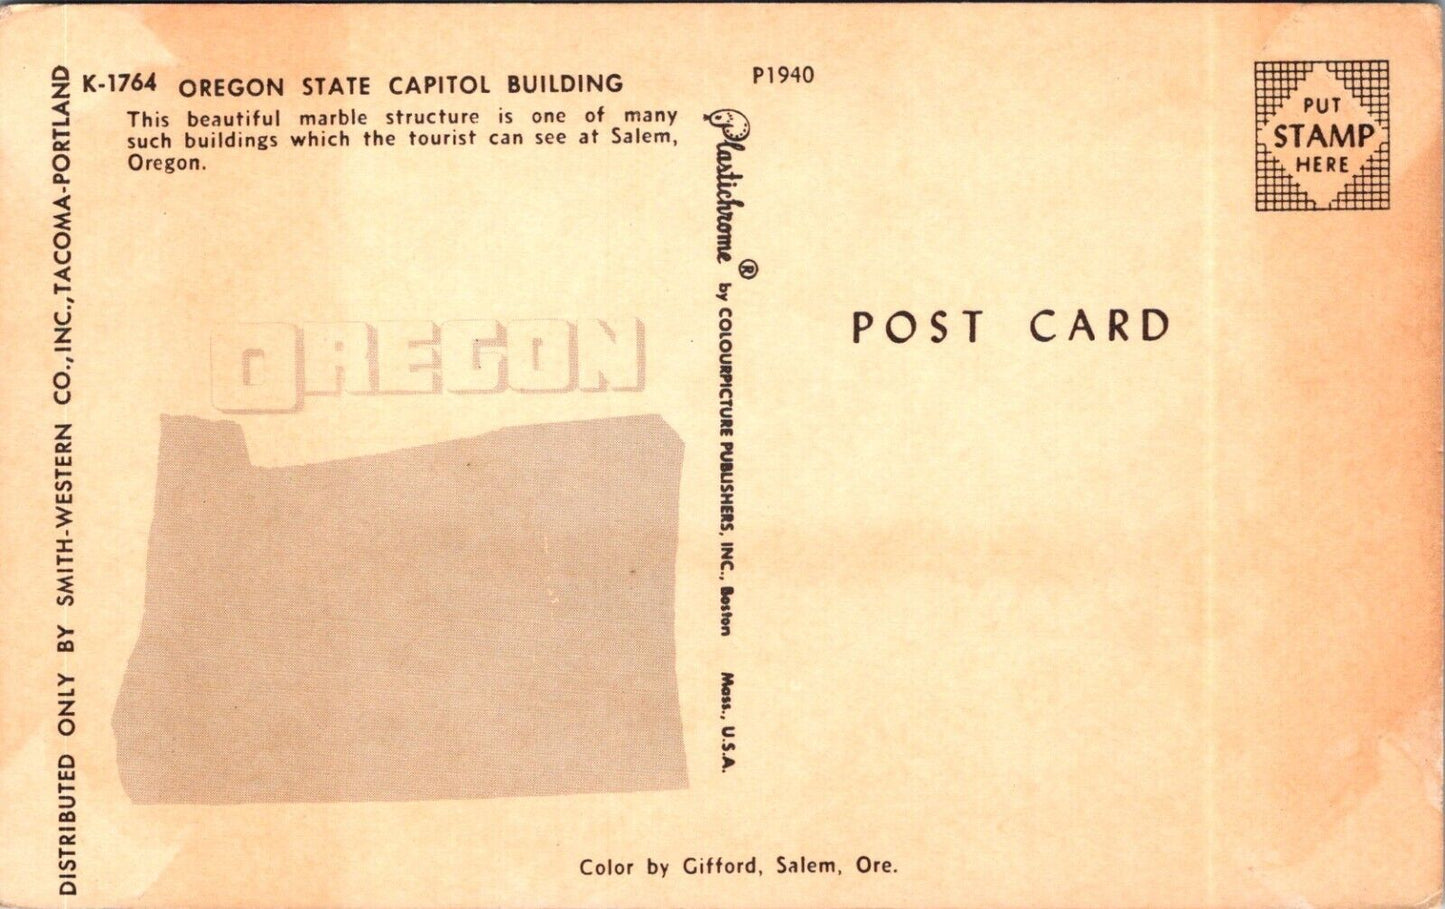 K-1764 OREGON STATE CAPITOL BUILDING
This beautiful marble structure is one of many
such buildings which the tourist can see at Salem,
Oregon.
DISTRIBUTED ONLY BY SMITH-WESTERN CO., INC., TACOMA-PORTLAND
OREGON
Plastichrome ® by COLOURPICTURE PUBLISHERS, INC., Boston Mass., U.S.A.
P1940
PUT
STAMP
HERE
POST CARD
Color by Gifford, Salem, Ore.